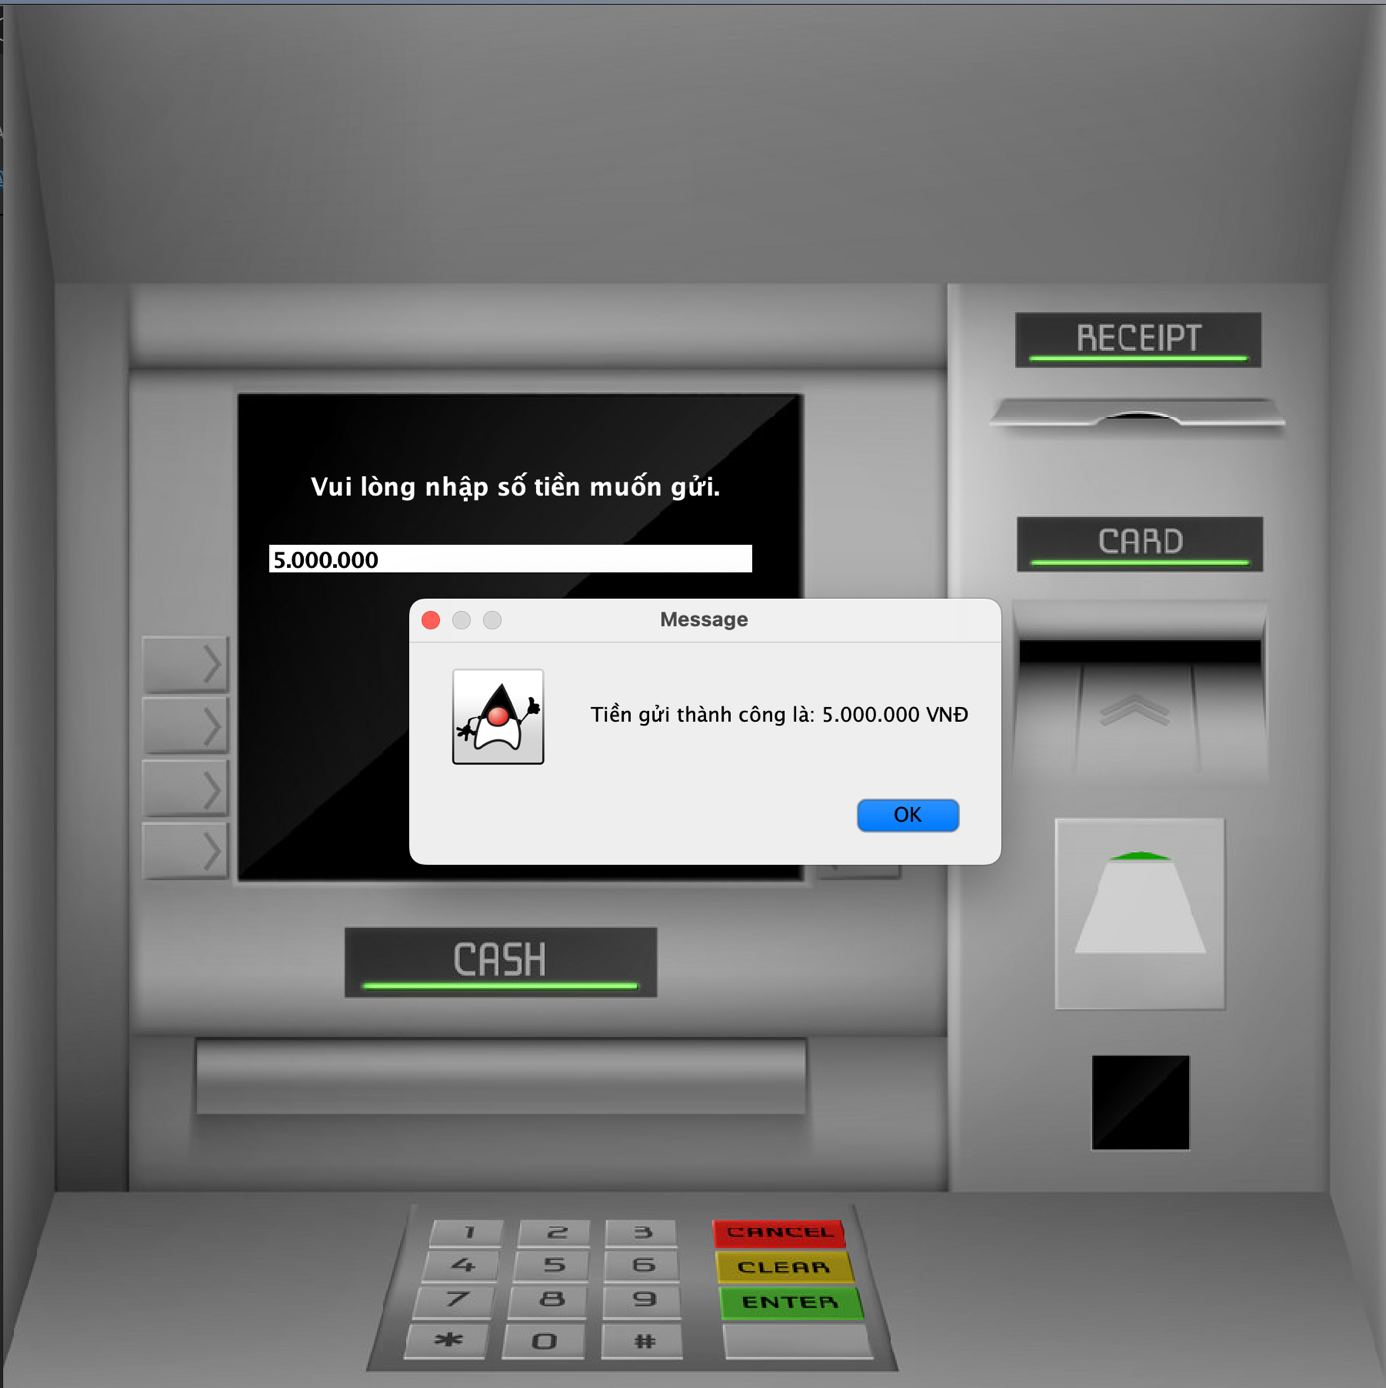 RECEIPT
Vui lòng nhập số tiền muốn gửi.
CARD
5.000.000
Message
Tiền gửi thành công là: 5.000.000 VNĐ
OK
CASH
1 2 3 CANCEL
4 5 6 CLEAR
7 8 9 ENTER
* 0 #